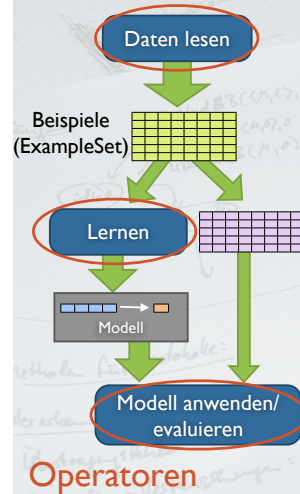 Daten lesen
Beispiele
(ExampleSet)
Lernen
Modell
Modell anwenden/
evaluieren
Operatoren